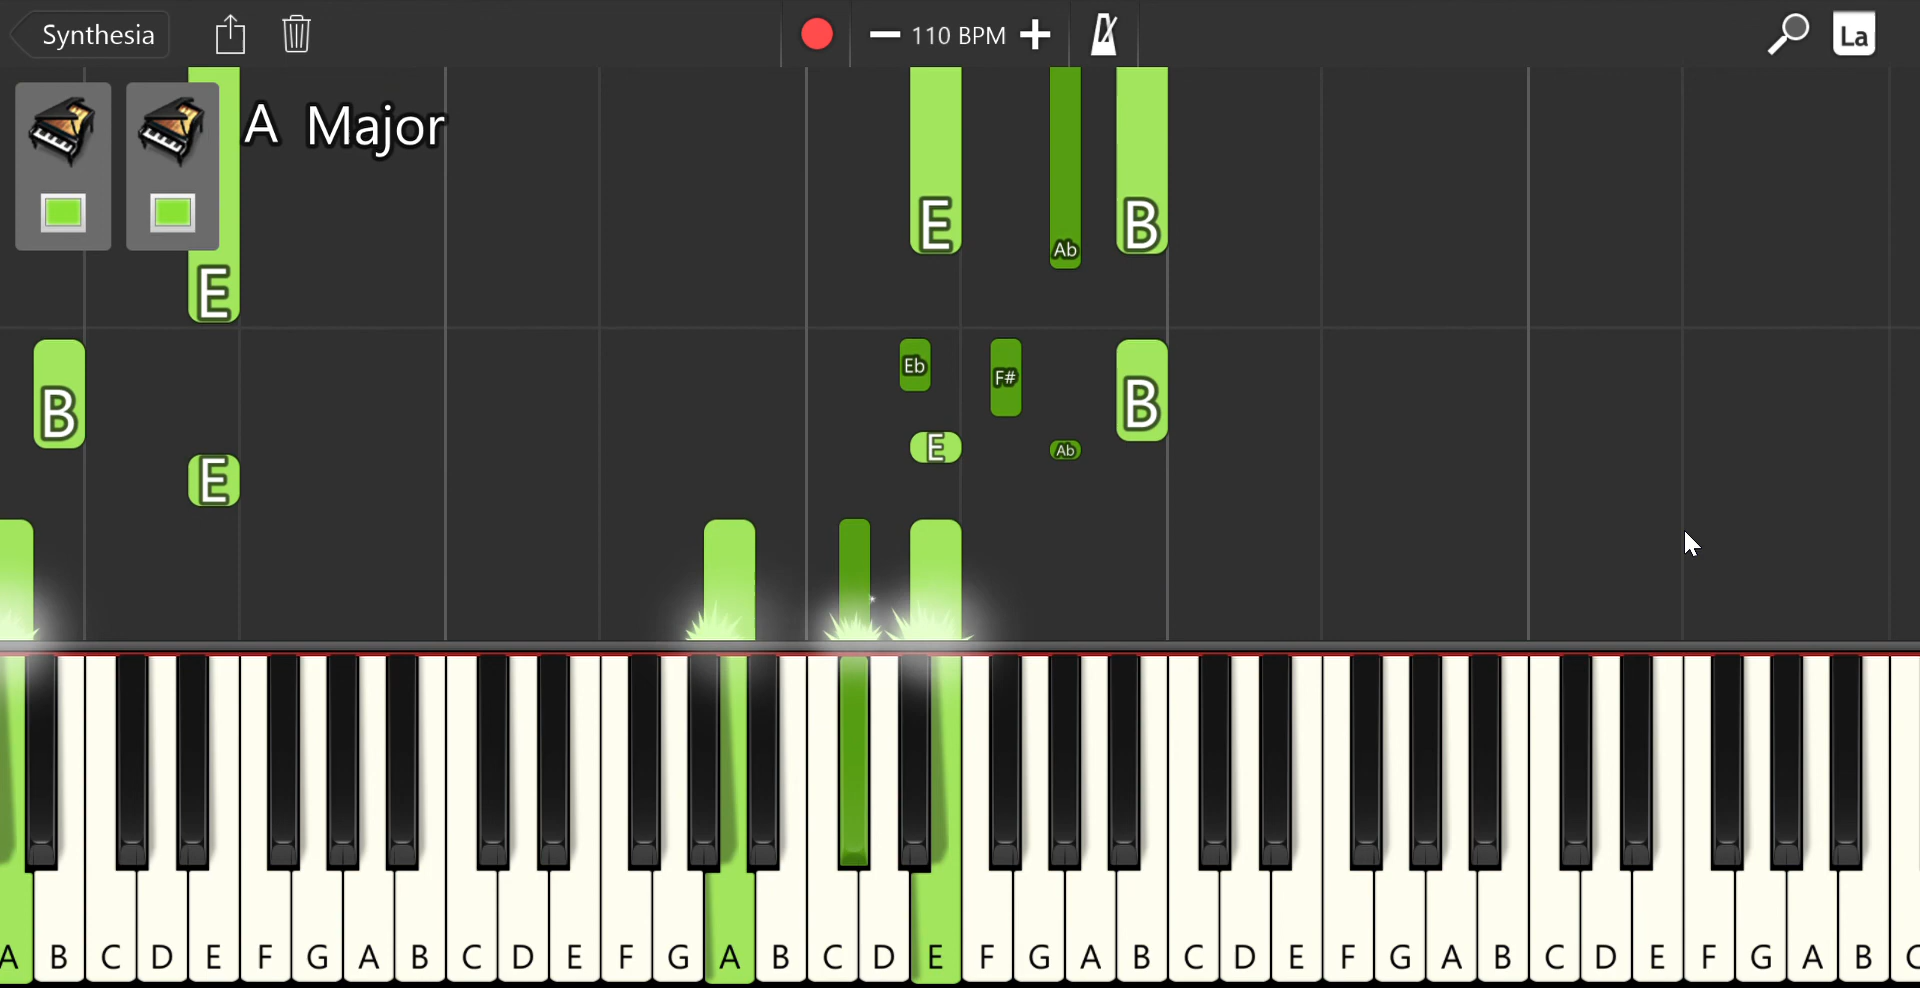 Synthesia
110 BPM
La
A Major
E Ab B
E
Eb F# B
B
E Ab
E
A B C D E F G A B C D E F G A B C D E F G A B C D E F G A B C D E F G A B C